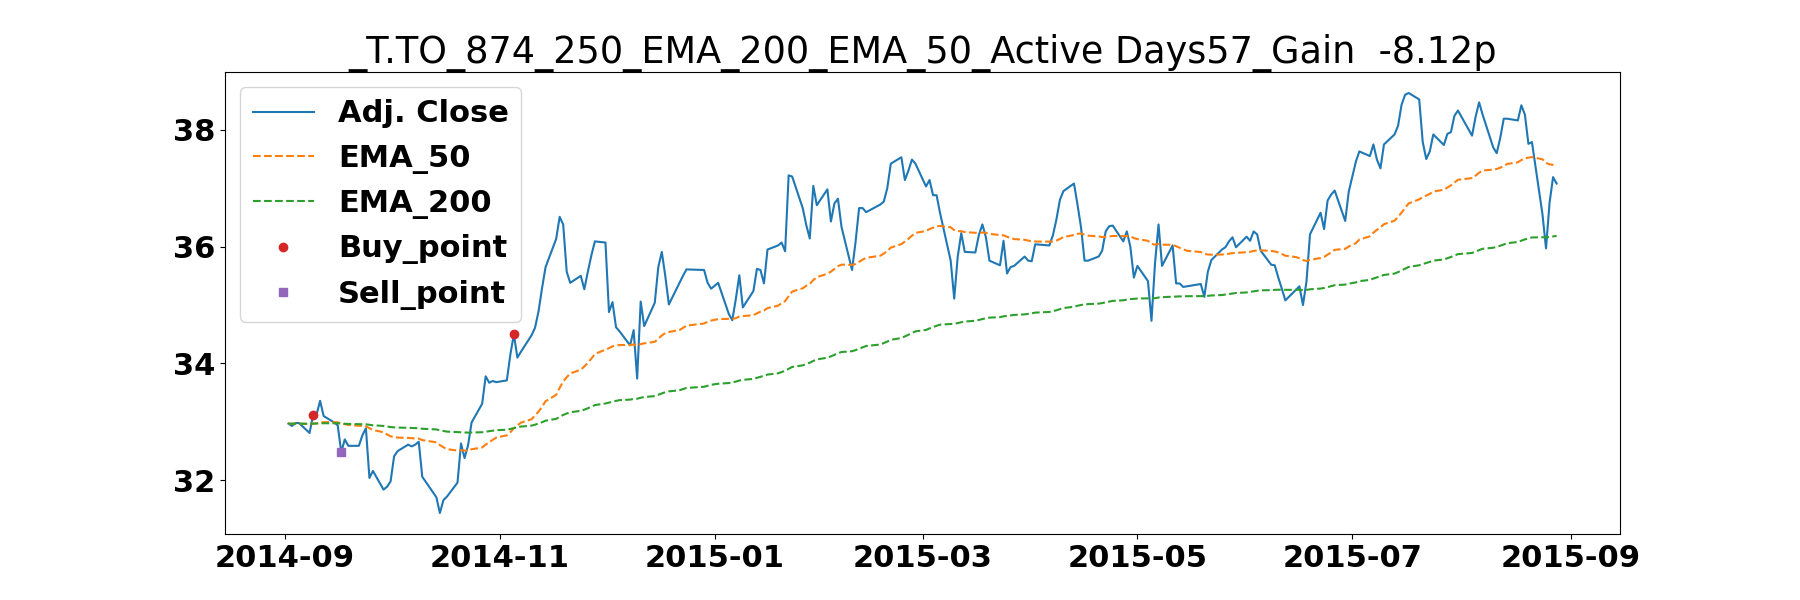 _T.TO_874_250_EMA_200_EMA_50_Active Days57_Gain  -8.12p
Adj. Close
EMA_50
EMA_200
Buy_point
Sell_point
38
36
34
32
2014-09 2014-11 2015-01 2015-03 2015-05 2015-07 2015-09